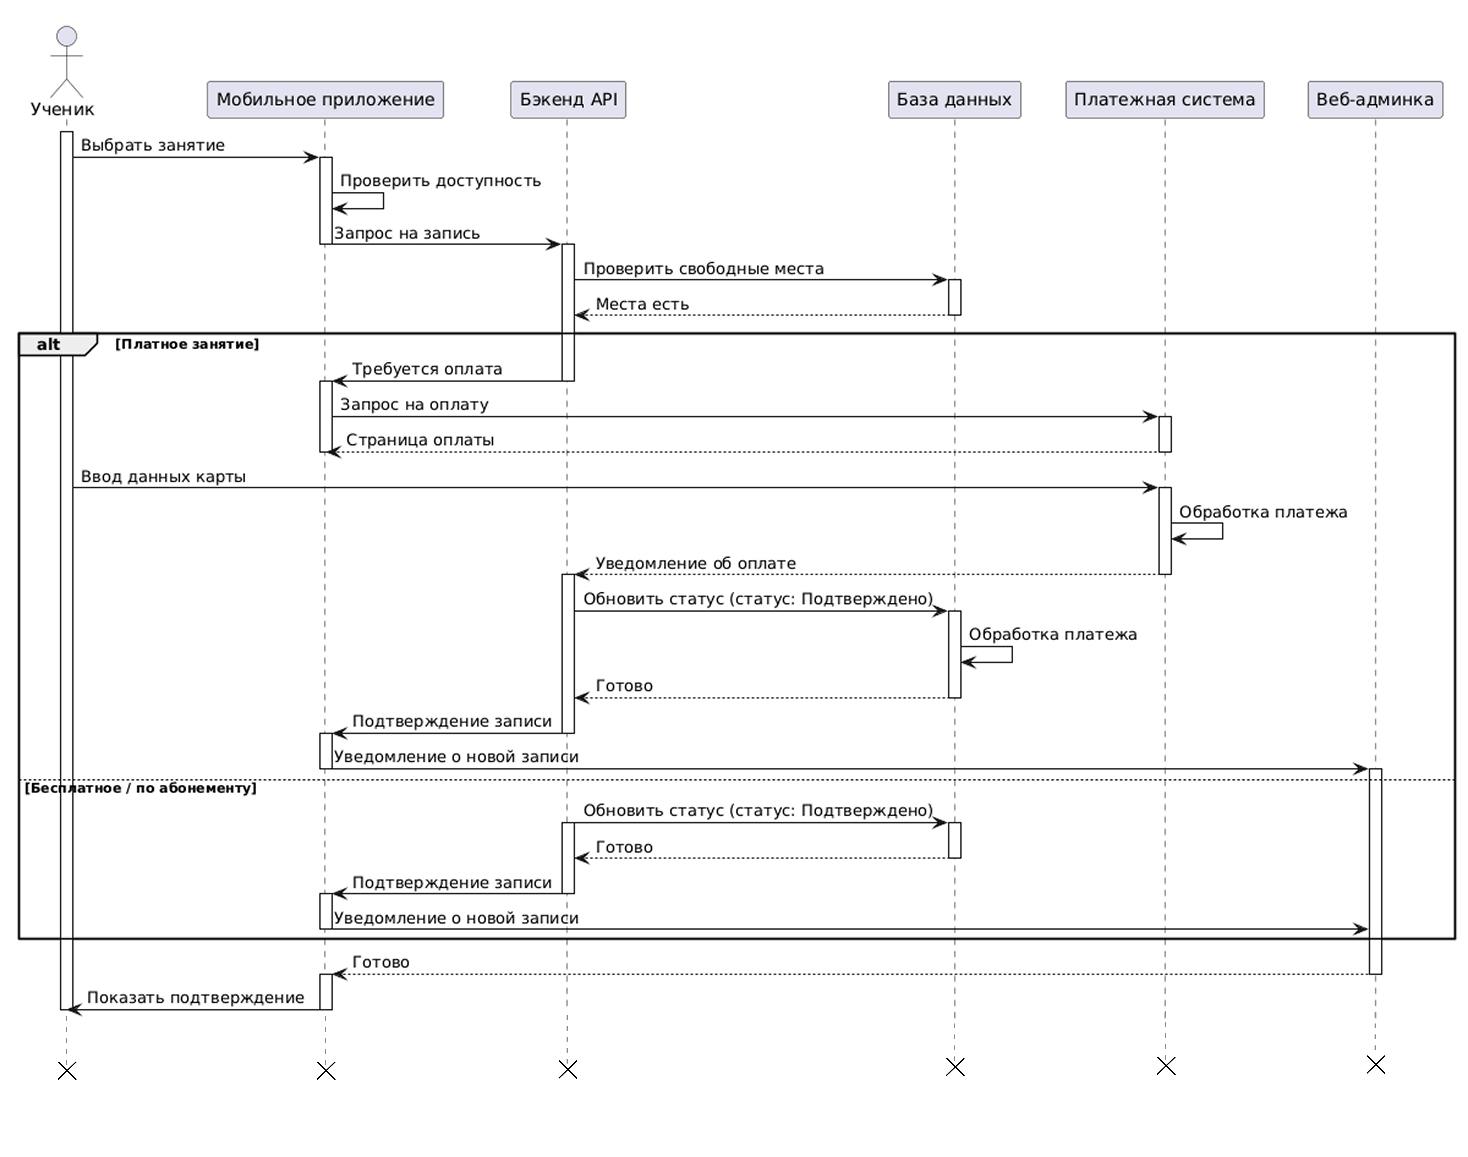 Ученик
Мобильное приложение
Бэкенд API
База данных
Платежная система
Веб-админка
Выбрать занятие
Проверить доступность
Запрос на запись
Проверить свободные места
Места есть
alt
[Платное занятие]
Требуется оплата
Запрос на оплату
Страница оплаты
Ввод данных карты
Обработка платежа
Уведомление об оплате
Обновить статус (статус: Подтверждено)
Обработка платежа
Готово
Подтверждение записи
Уведомление о новой записи
[Бесплатное / по абонементу]
Обновить статус (статус: Подтверждено)
Готово
Подтверждение записи
Уведомление о новой записи
Готово
Показать подтверждение